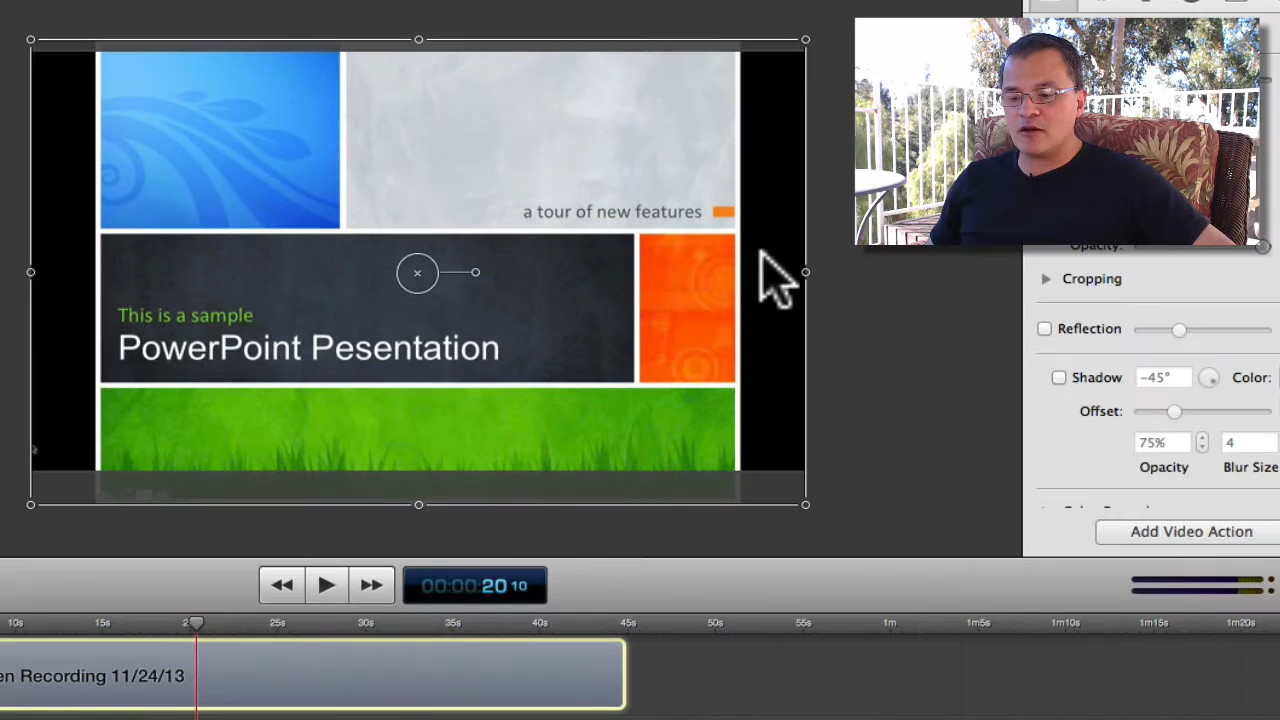 a tour of new features
This is a sample
PowerPoint Pesentation
Opacity:
Cropping
Reflection
Shadow
-45°
Color:
Offset:
75%
4
Opacity
Blur Size
Add Video Action
00:00:20 10
10s
15s
2
25s
30s
35s
40s
45s
50s
55s
1m
1m5s
1m10s
1m15s
1m20s
en Recording 11/24/13